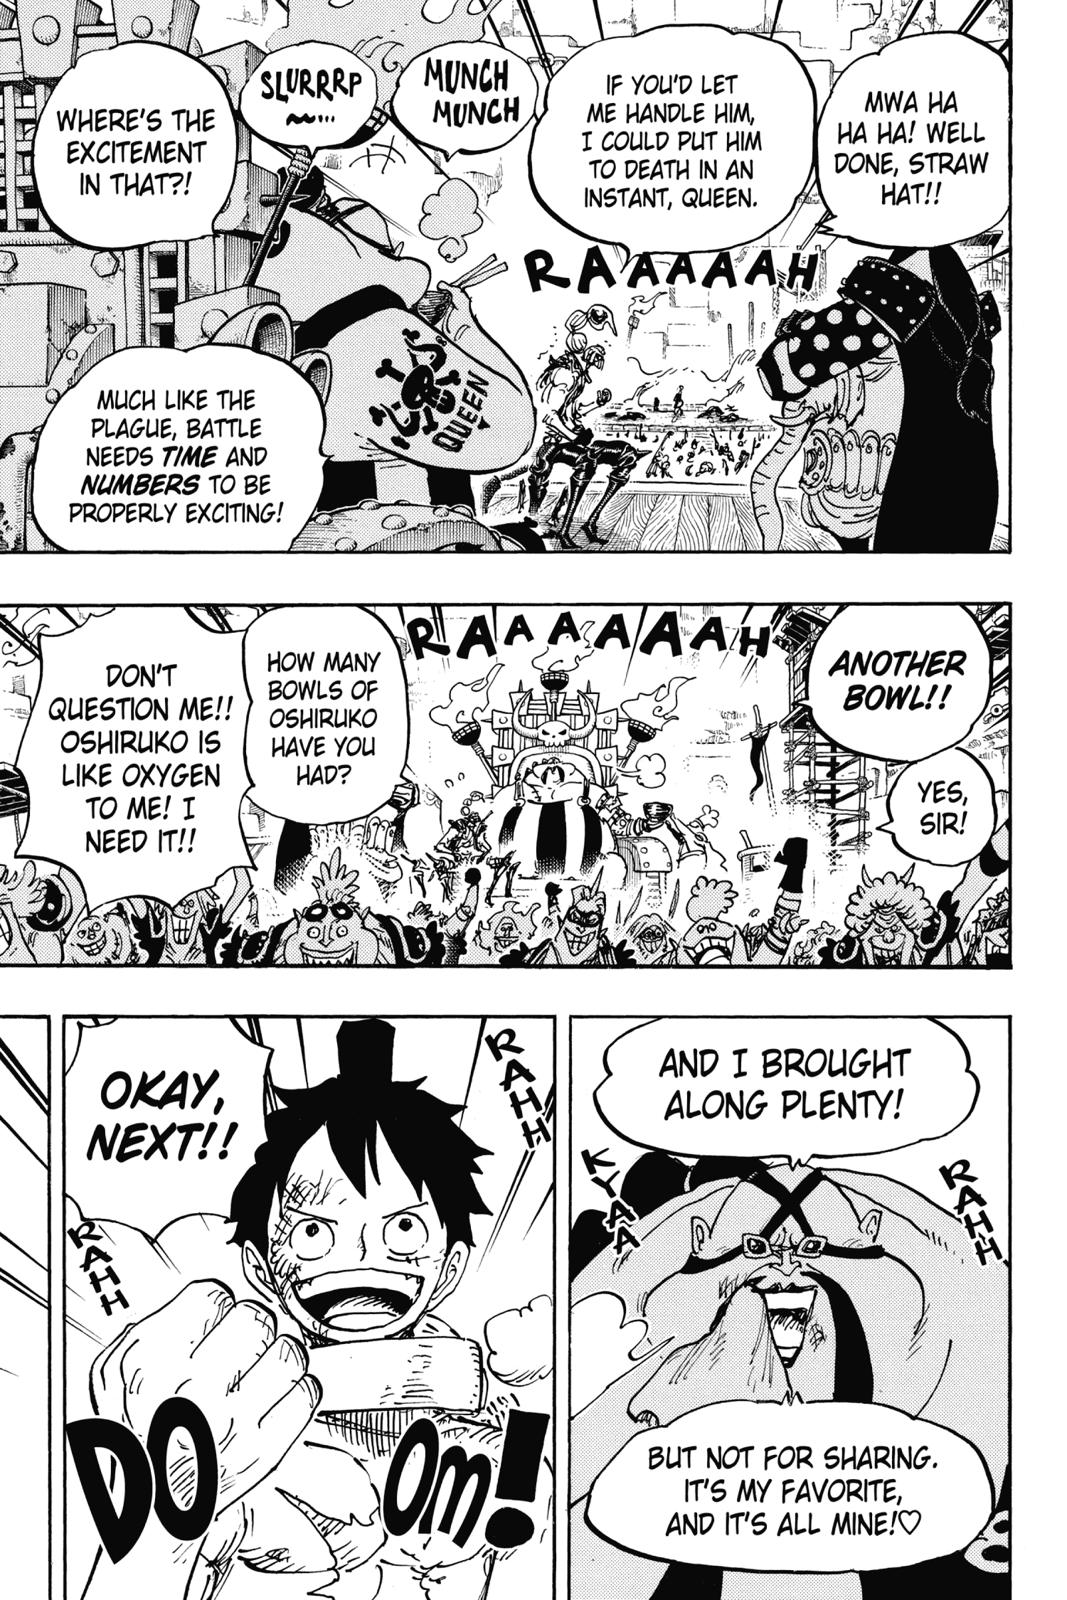 MWA HA
HA HA! WELL
DONE, STRAW
HAT!!
IF YOU'D LET
ME HANDLE HIM,
I COULD PUT HIM
TO DEATH IN AN
INSTANT, QUEEN.
MUNCH
MUNCH
SLURRRP
WHERE'S THE
EXCITEMENT
IN THAT?!
RAAAAAAH
QUEEN
MUCH LIKE THE
PLAGUE, BATTLE
NEEDS TIME AND
NUMBERS TO BE
PROPERLY EXCITING!
ANOTHER
BOWL!!
YES,
SIR!
RAAAAAAH
HOW MANY
BOWLS OF
OSHIRUKO
HAVE YOU
HAD?
DON'T
QUESTION ME!!
OSHIRUKO IS
LIKE OXYGEN
TO ME! I
NEED IT!!
AND I BROUGHT
ALONG PLENTY!
KYAA
RAHH
BUT NOT FOR SHARING.
IT'S MY FAVORITE,
AND IT'S ALL MINE!♡
RAHH
OKAY,
NEXT!!
RAHH
DOOM!